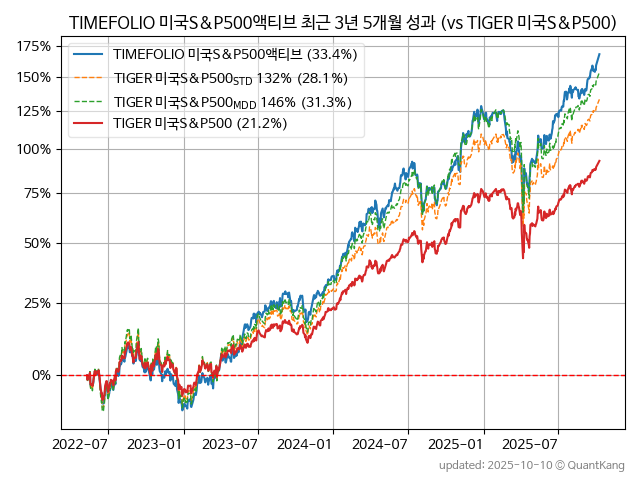 TIMEFOLIO 미국S&P500액티브 최근 3년 5개월 성과 (vs TIGER 미국S&P500)
175%
150%
125%
100%
75%
50%
25%
0%
TIMEFOLIO 미국S&P500액티브 (33.4%)
TIGER 미국S&P500STD 132% (28.1%)
TIGER 미국S&P500MDD 146% (31.3%)
TIGER 미국S&P500 (21.2%)
2022-07 2023-01 2023-07 2024-01 2024-07 2025-01 2025-07
updated: 2025-10-10 © QuantKang